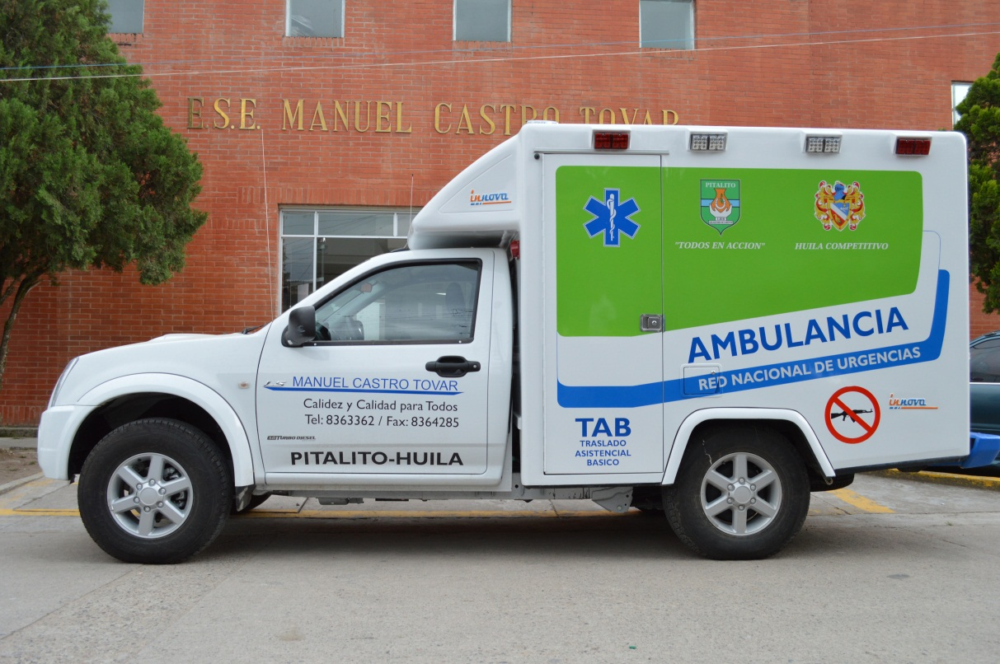 E.S.E. MANUEL CASTRO TOVAR
innova
PITALITO
"TODOS EN ACCION"
HUILA COMPETITIVO
AMBULANCIA
RED NACIONAL DE URGENCIAS
LS MANUEL CASTRO TOVAR
Calidez y Calidad para Todos
Tel: 8363362 / Fax: 8364285
TURBO DIESEL
PITALITO-HUILA
TAB
TRASLADO
ASISTENCIAL
BASICO
innova